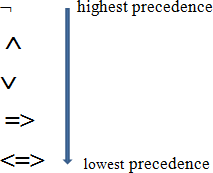 ¬ highest precedence
∧
∨
=>
<=> lowest precedence